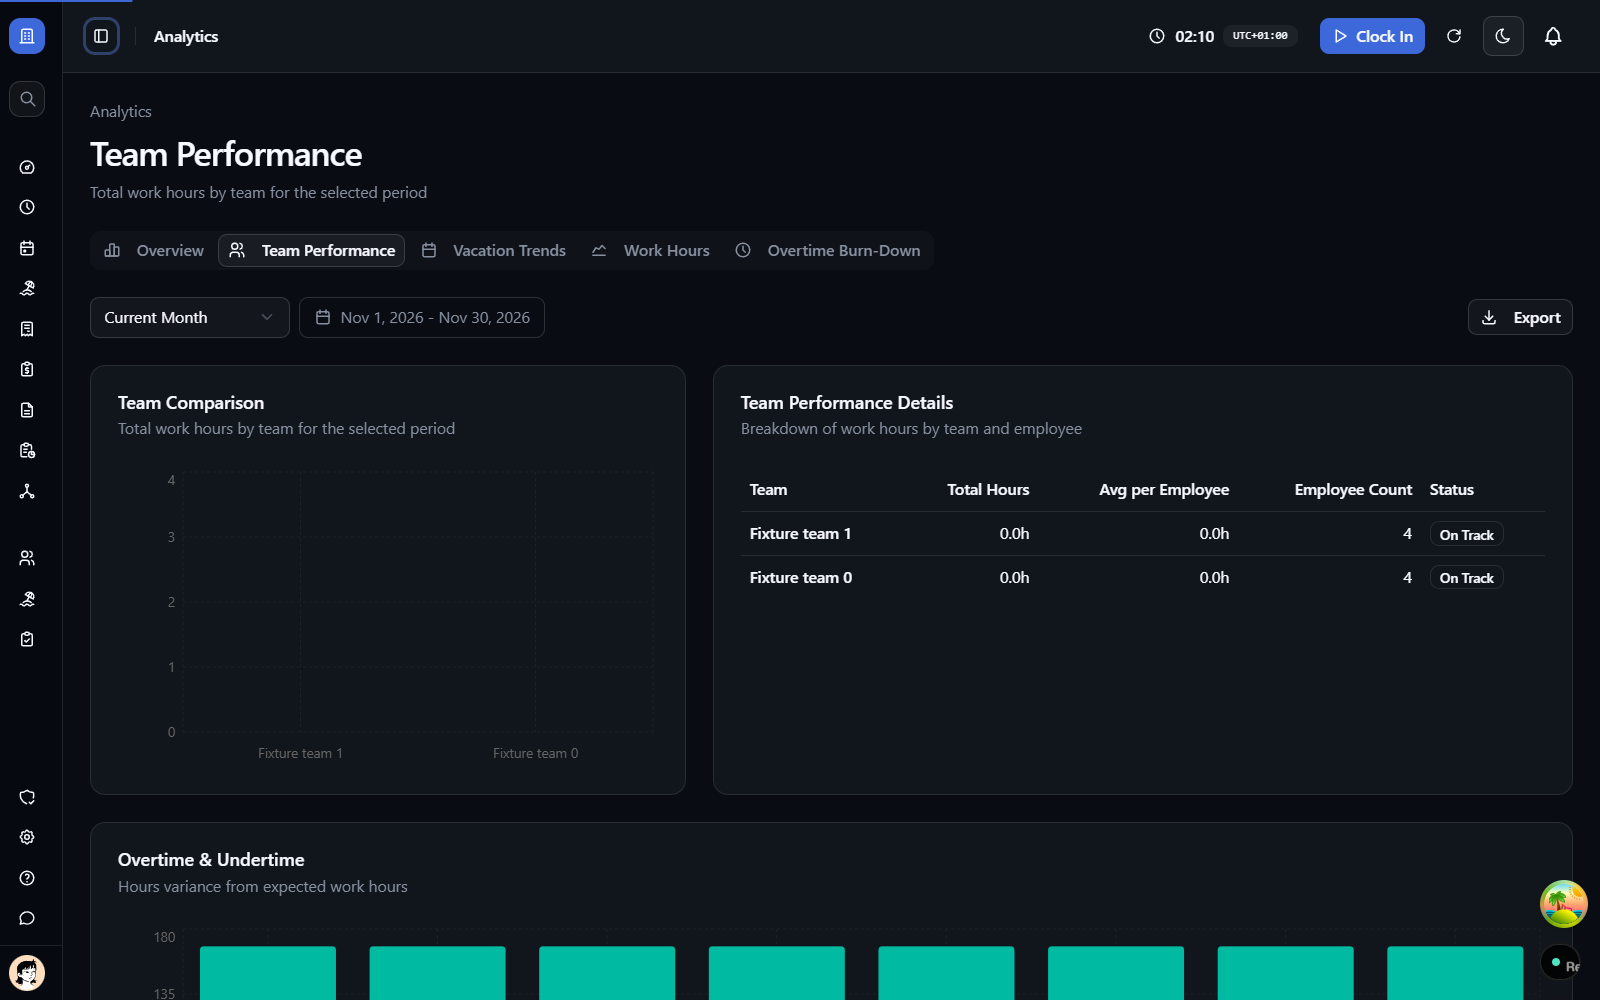 Analytics
02:10
UTC+01:00
Clock In
Analytics
Team Performance
Total work hours by team for the selected period
Overview
Team Performance
Vacation Trends
Work Hours
Overtime Burn-Down
Current Month
Nov 1, 2026 - Nov 30, 2026
Export
Team Comparison
Total work hours by team for the selected period
4
3
2
1
0
Fixture team 1
Fixture team 0
Team Performance Details
Breakdown of work hours by team and employee
Team Total Hours Avg per Employee Employee Count Status
Fixture team 1 0.0h 0.0h 4 On Track
Fixture team 0 0.0h 0.0h 4 On Track
Overtime & Undertime
Hours variance from expected work hours
180
135